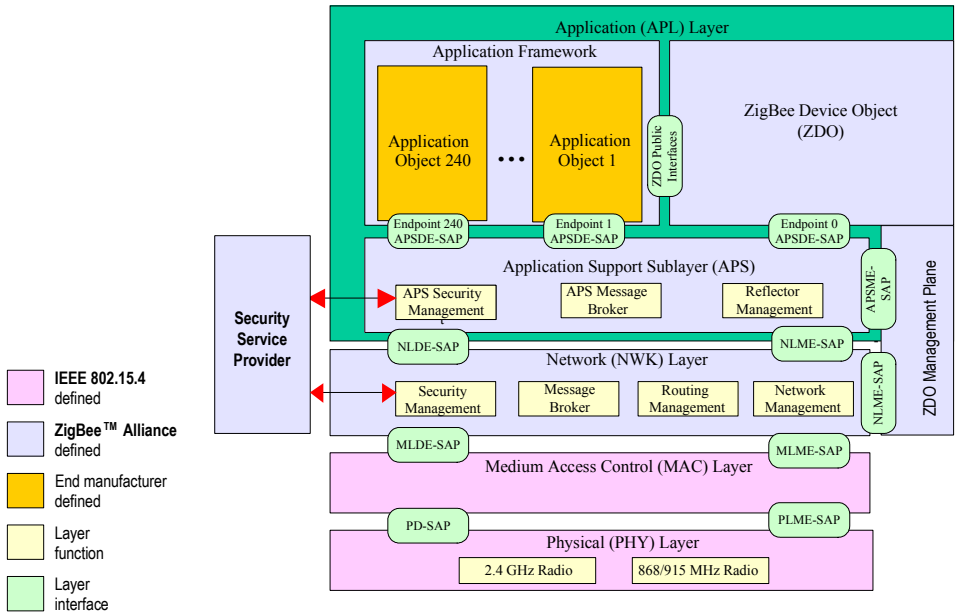 Application (APL) Layer
Application Framework
ZigBee Device Object
(ZDO)
Application
Object 240
...
Application
Object 1
ZDO Public
Interfaces
Endpoint 240
APSDE-SAP
Endpoint 1
APSDE-SAP
Endpoint 0
APSDE-SAP
Application Support Sublayer (APS)
APS Security
Management
APS Message
Broker
Reflector
Management
APSME-
SAP
ZDO Management Plane
Security
Service
Provider
NLDE-SAP
NLME-SAP
Network (NWK) Layer
Security
Management
Message
Broker
Routing
Management
Network
Management
NLME-SAP
MLDE-SAP
MLME-SAP
Medium Access Control (MAC) Layer
PD-SAP
PLME-SAP
Physical (PHY) Layer
2.4 GHz Radio
868/915 MHz Radio
IEEE 802.15.4
defined
ZigBee™ Alliance
defined
End manufacturer
defined
Layer
function
Layer
interface